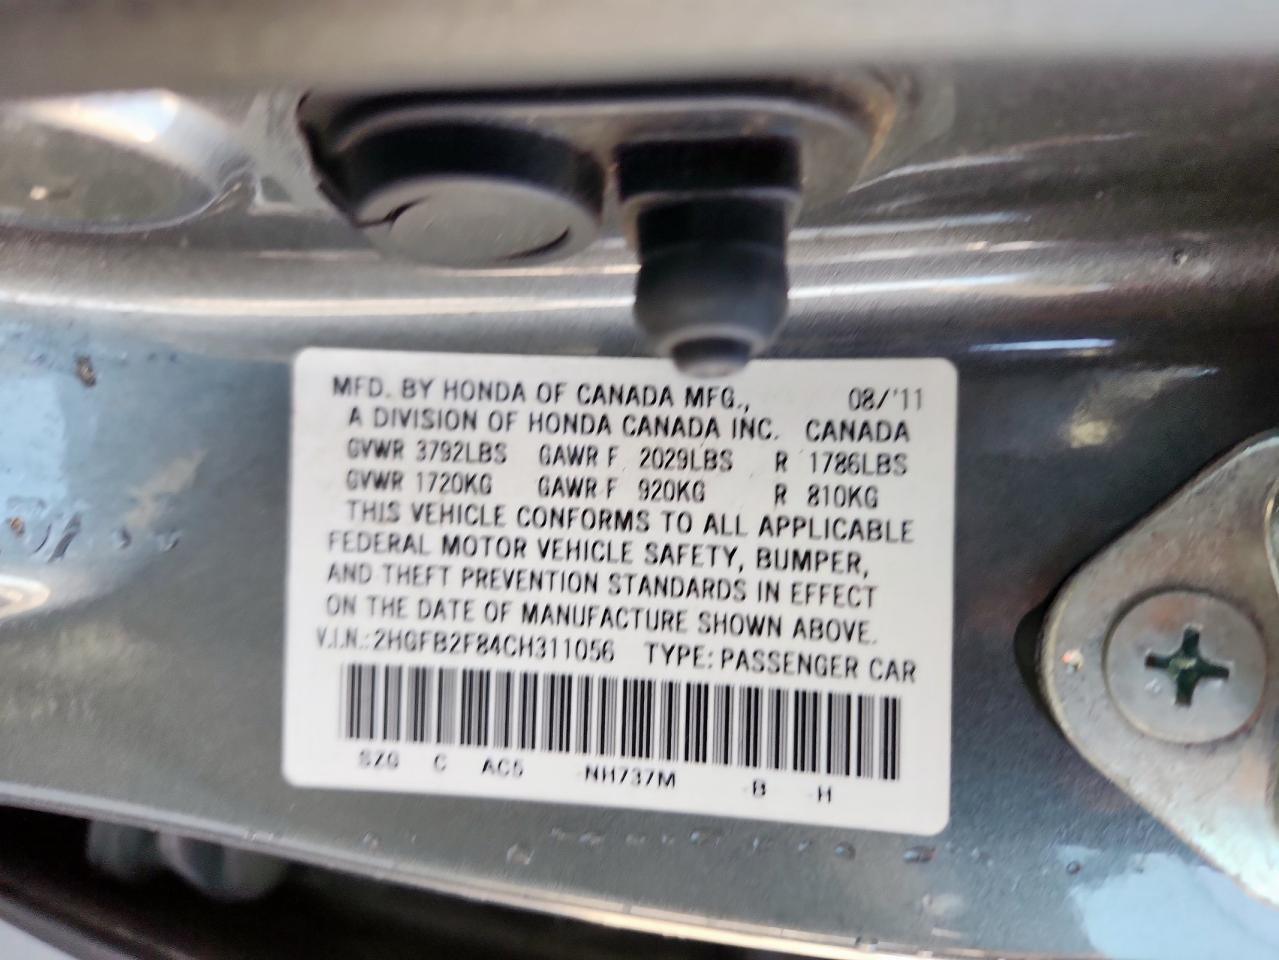 MFD. BY HONDA OF CANADA MFG., 08/'11
A DIVISION OF HONDA CANADA INC. CANADA
GVWR 3792LBS GAWR F 2029LBS R 1786LBS
GVWR 1720KG GAWR F 920KG R 810KG
THIS VEHICLE CONFORMS TO ALL APPLICABLE
FEDERAL MOTOR VEHICLE SAFETY, BUMPER,
AND THEFT PREVENTION STANDARDS IN EFFECT
ON THE DATE OF MANUFACTURE SHOWN ABOVE.
V.I.N.: 2HGFB2F84CH311056 TYPE: PASSENGER CAR
C AC5 NH737M B H